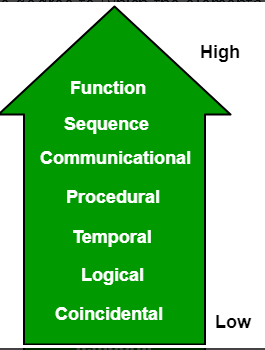 High
Function
Sequence
Communicational
Procedural
Temporal
Logical
Coincidental
Low